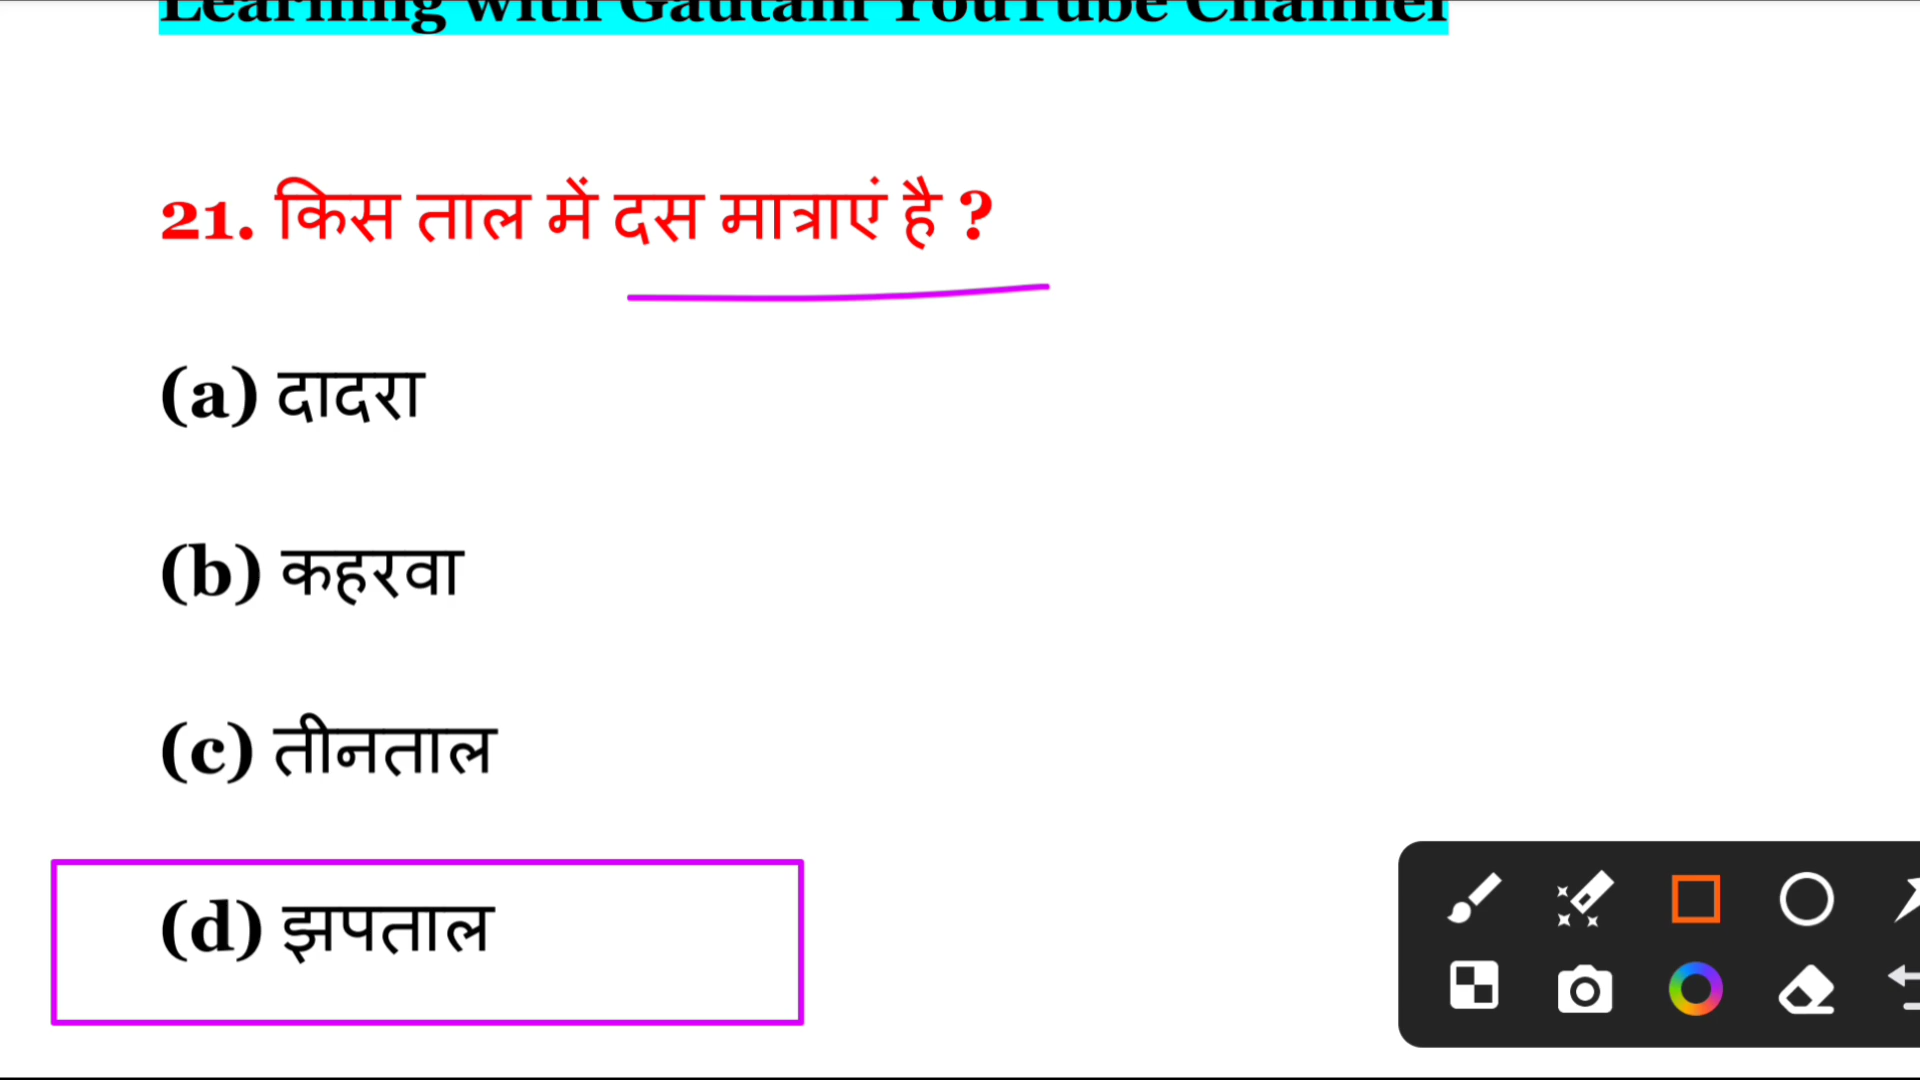 Learning with Gautam YouTube Channel
21. किस ताल में दस मात्राएं है ?
(a) दादरा
(b) कहरवा
(c) तीनताल
(d) झपताल